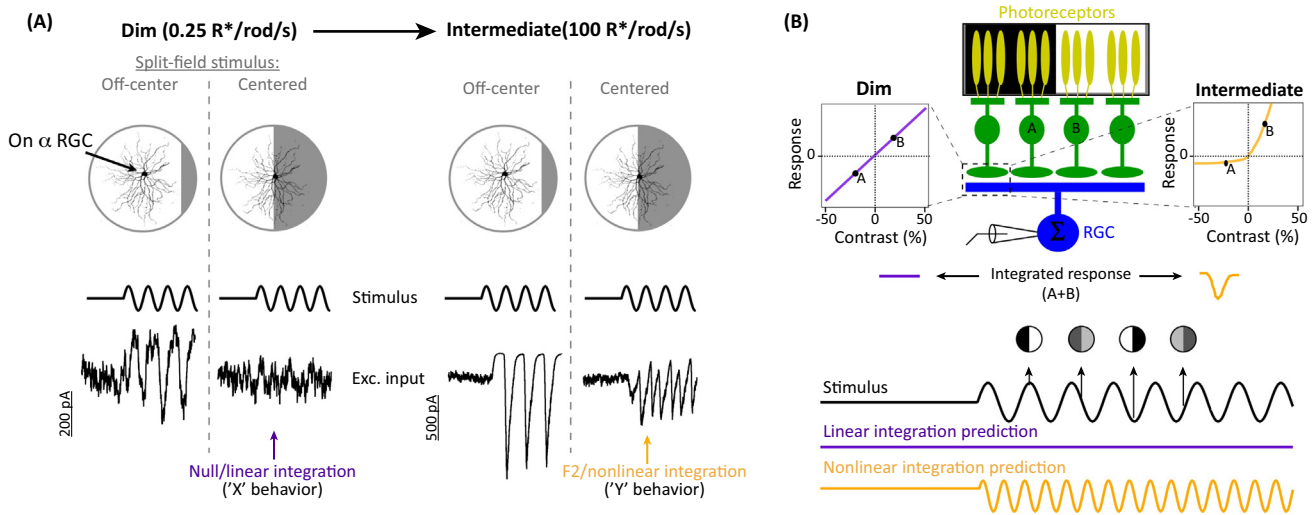 (A)
Dim (0.25 R*/rod/s)
Intermediate(100 R*/rod/s)
Split-field stimulus:
Off-center
Centered
Off-center
Centered
On α RGC
Stimulus
Exc. input
200 pA
500 pA
Null/linear integration
('X' behavior)
F2/nonlinear integration
('Y' behavior)
(B)
Photoreceptors
Dim
Intermediate
Response
0
B
A
-50 0 50
Contrast (%)
A
B
Response
0
B
A
-50 0 50
Contrast (%)
Σ
RGC
Integrated response
(A+B)
Stimulus
Linear integration prediction
Nonlinear integration prediction